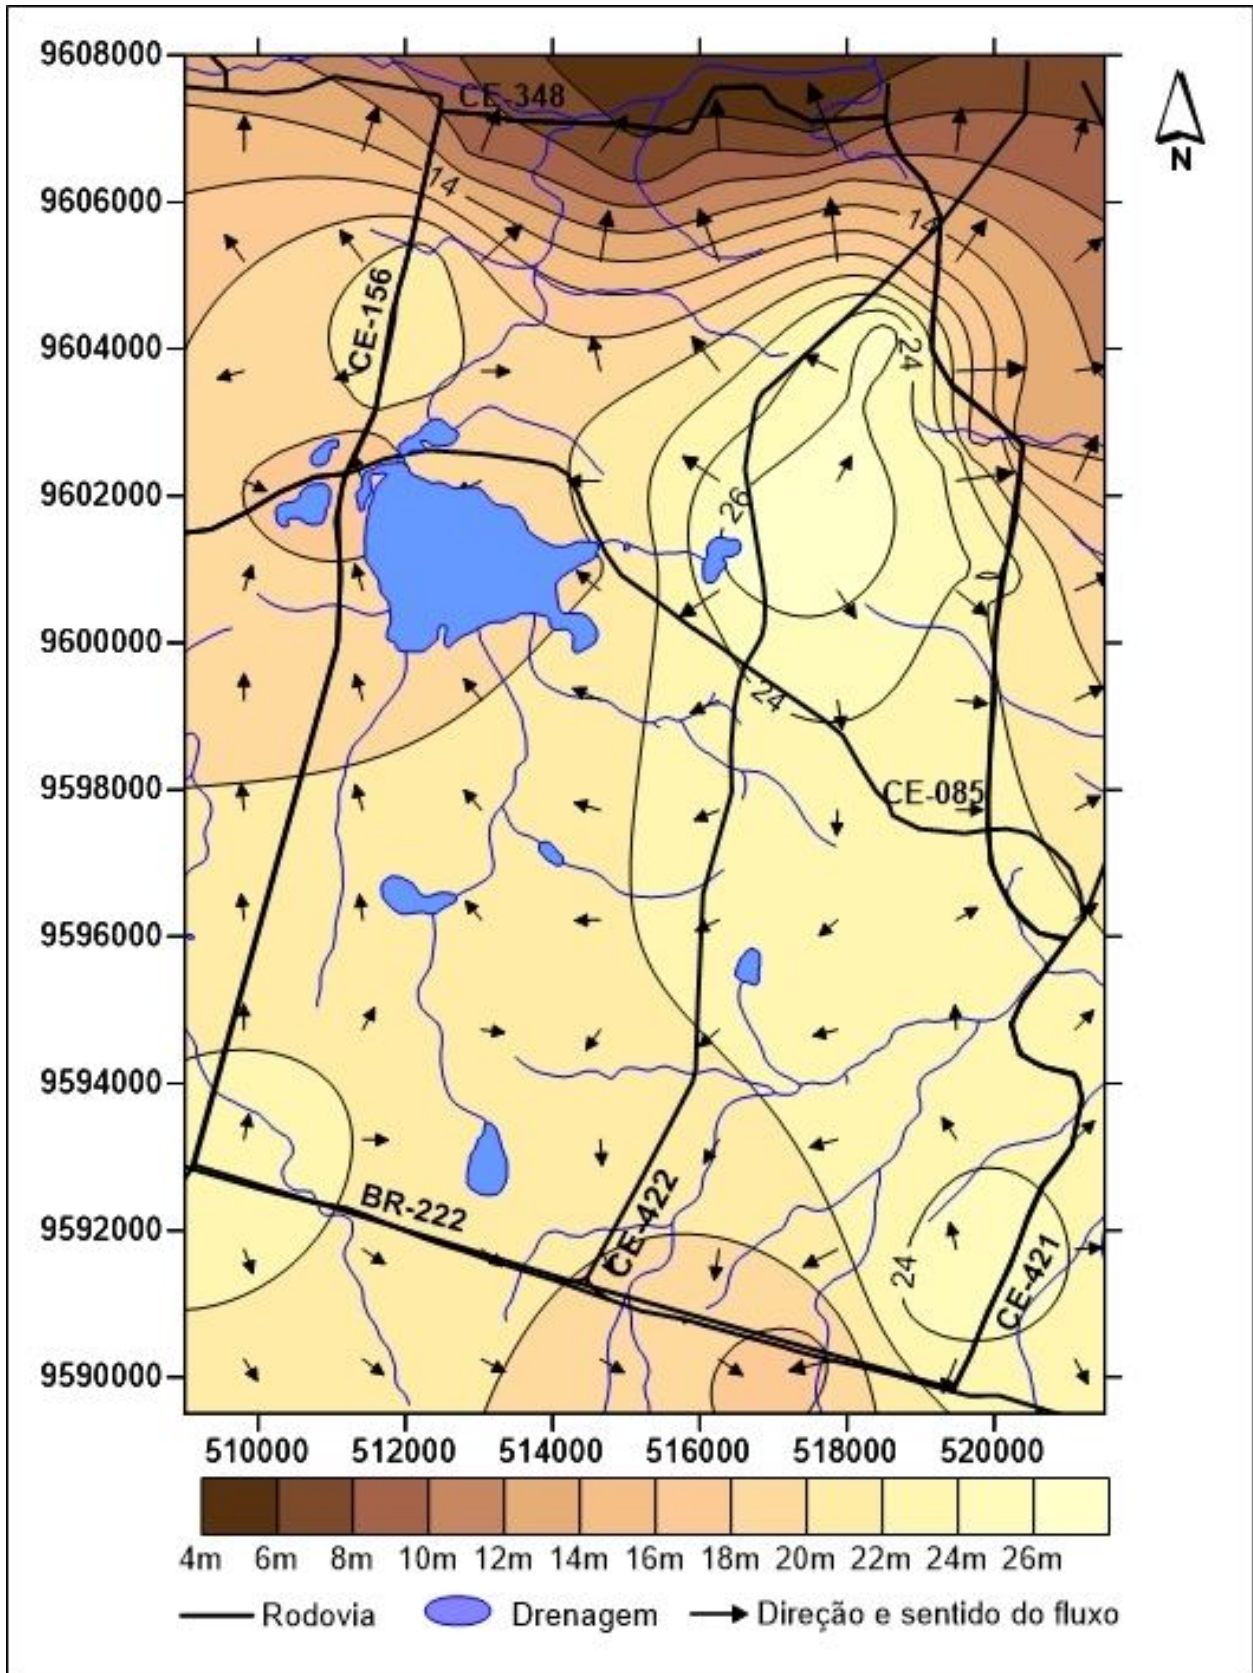 9608000
CE-348
N
14
9606000
14
CE-156
9604000
24
9602000
26
9600000
24
9598000
CE-085
9596000
9594000
BR-222
CE-422
9592000
24
CE-421
9590000
510000 512000 514000 516000 518000 520000
4m 6m 8m 10m 12m 14m 16m 18m 20m 22m 24m 26m
Rodovia Drenagem Direção e sentido do fluxo